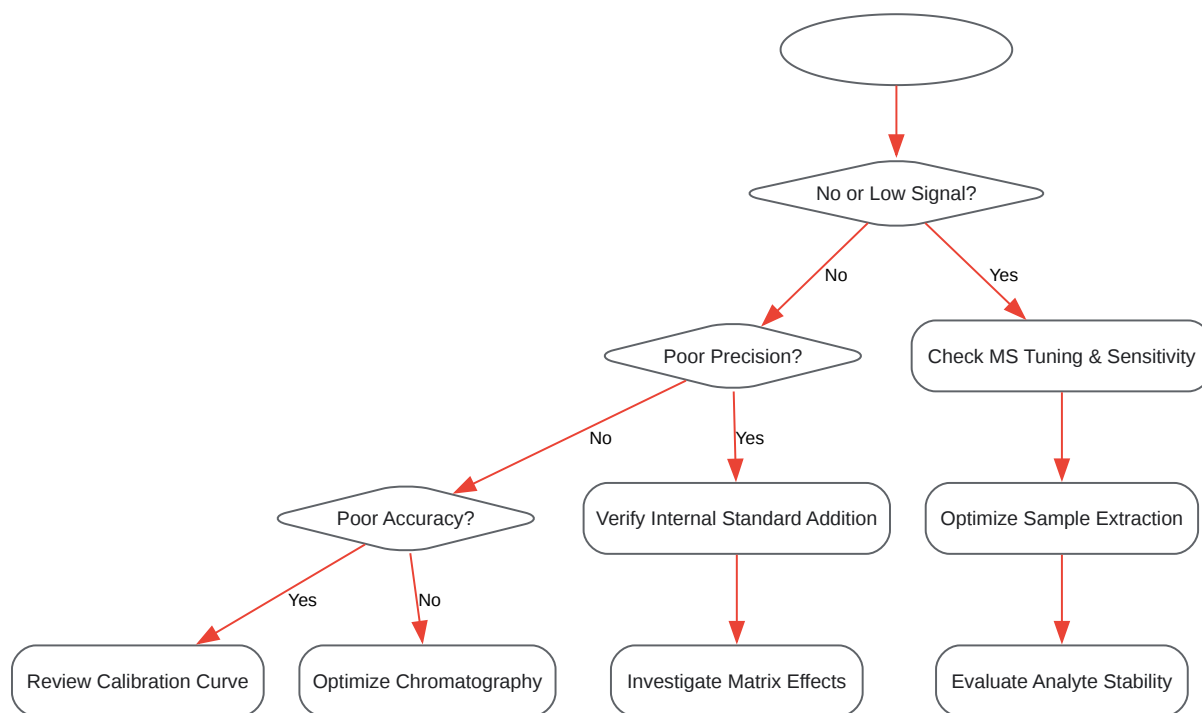 No or Low Signal?
No
Yes
Poor Precision?
Check MS Tuning & Sensitivity
No
Yes
Poor Accuracy?
Verify Internal Standard Addition
Optimize Sample Extraction
Yes
No
Review Calibration Curve
Optimize Chromatography
Investigate Matrix Effects
Evaluate Analyte Stability